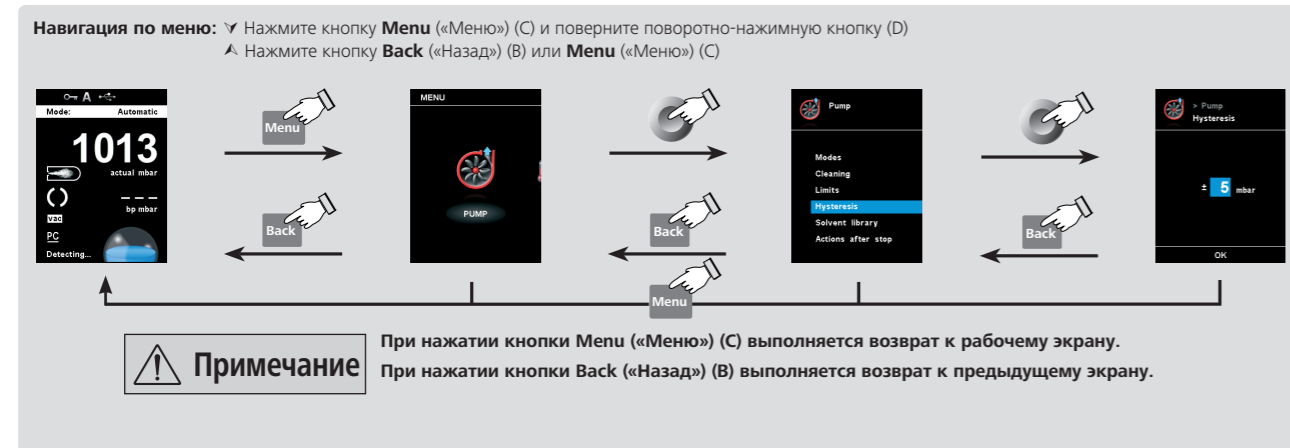 Навигация по меню: Нажмите кнопку Menu («Меню») (C) и поверните поворотно-нажимную кнопку (D)
Нажмите кнопку Back («Назад») (B) или Menu («Меню») (C)
A
Mode: Automatic
1013
actual mbar
---
bp mbar
vac
PC
Detecting...
Menu
Back
MENU
PUMP
Back
Menu
Pump
Modes
Cleaning
Limits
Hysteresis
Solvent library
Actions after stop
Back
> Pump
Hysteresis
± 5 mbar
OK
Примечание
При нажатии кнопки Menu («Меню») (C) выполняется возврат к рабочему экрану.
При нажатии кнопки Back («Назад») (B) выполняется возврат к предыдущему экрану.